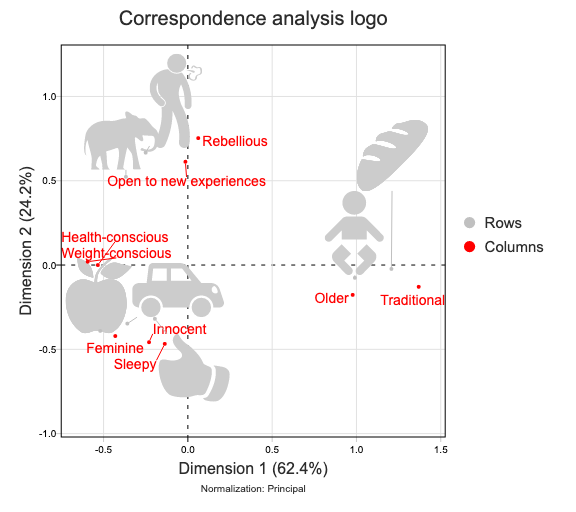 Correspondence analysis logo
Dimension 2 (24.2%)
1.0
0.5
0.0
-0.5
-1.0
Rebellious
Open to new experiences
Health-conscious
Weight-conscious
Older
Traditional
Innocent
Feminine
Sleepy
-0.5
0.0
0.5
1.0
1.5
Dimension 1 (62.4%)
Normalization: Principal
Rows
Columns